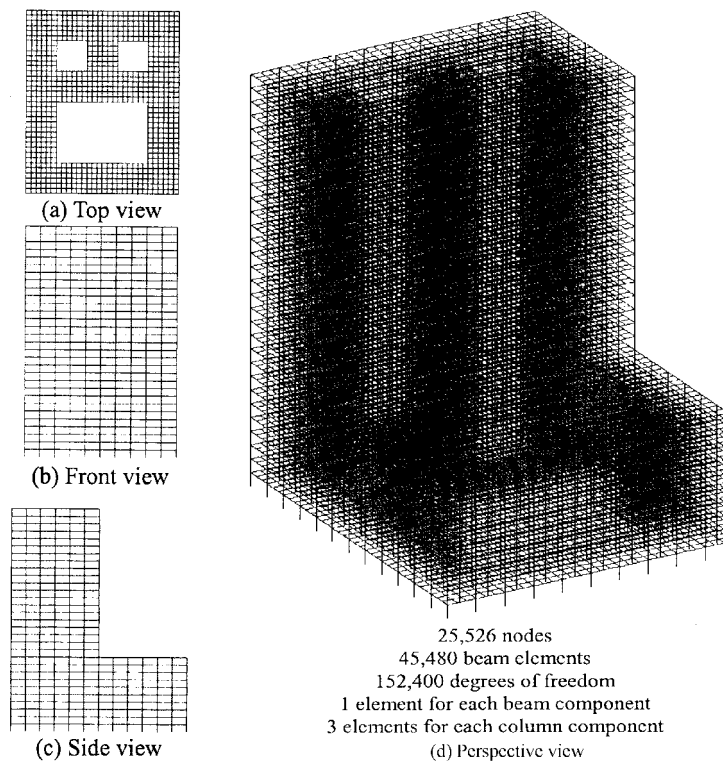 (a) Top view
(b) Front view
(c) Side view
25,526 nodes
45,480 beam elements
152,400 degrees of freedom
1 element for each beam component
3 elements for each column component
(d) Perspective view